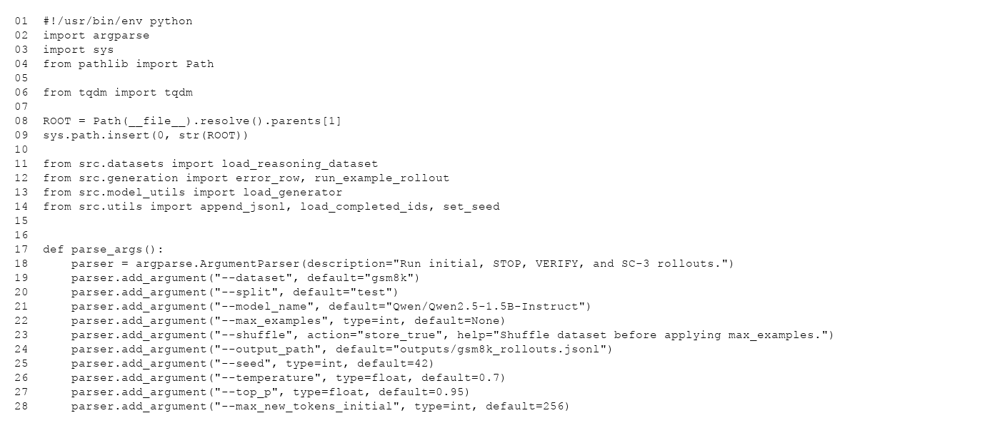 01  #!/usr/bin/env python
02  import argparse
03  import sys
04  from pathlib import Path
05
06  from tqdm import tqdm
07
08  ROOT = Path(__file__).resolve().parents[1]
09  sys.path.insert(0, str(ROOT))
10
11  from src.datasets import load_reasoning_dataset
12  from src.generation import error_row, run_example_rollout
13  from src.model_utils import load_generator
14  from src.utils import append_jsonl, load_completed_ids, set_seed
15
16
17  def parse_args():
18      parser = argparse.ArgumentParser(description="Run initial, STOP, VERIFY, and SC-3 rollouts.")
19      parser.add_argument("--dataset", default="gsm8k")
20      parser.add_argument("--split", default="test")
21      parser.add_argument("--model_name", default="Qwen/Qwen2.5-1.5B-Instruct")
22      parser.add_argument("--max_examples", type=int, default=None)
23      parser.add_argument("--shuffle", action="store_true", help="Shuffle dataset before applying max_examples.")
24      parser.add_argument("--output_path", default="outputs/gsm8k_rollouts.jsonl")
25      parser.add_argument("--seed", type=int, default=42)
26      parser.add_argument("--temperature", type=float, default=0.7)
27      parser.add_argument("--top_p", type=float, default=0.95)
28      parser.add_argument("--max_new_tokens_initial", type=int, default=256)